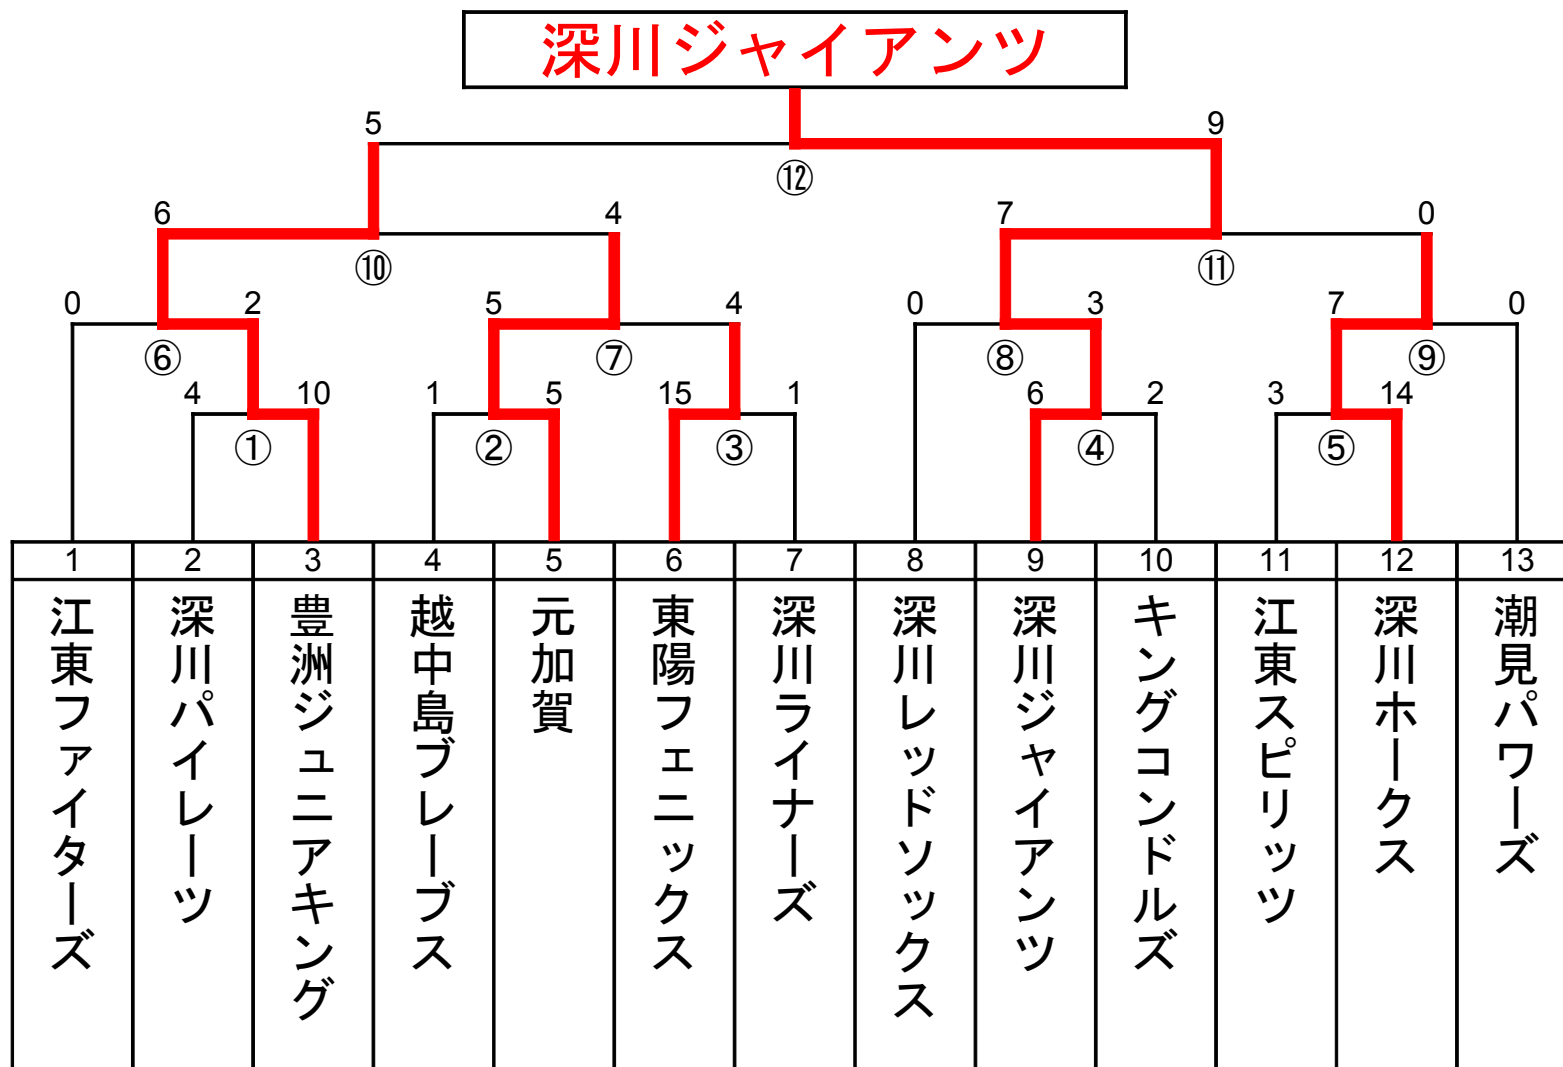 深川ジャイアンツ
5 9
⑫
6 4 7 0
⑩ ⑪
0 2 5 4 0 3 7 0
⑥ ⑦ ⑧ ⑨
4 10 1 5 15 1 6 2 3 14
① ② ③ ④ ⑤
1 2 3 4 5 6 7 8 9 10 11 12 13
江東ファイターズ
深川パイレーツ
豊洲ジュニアキング
越中島ブレーブス
元加賀
東陽フェニックス
深川ライナーズ
深川レッドソックス
深川ジャイアンツ
キングコンドルズ
江東スピリッツ
深川ホークス
潮見パワーズ